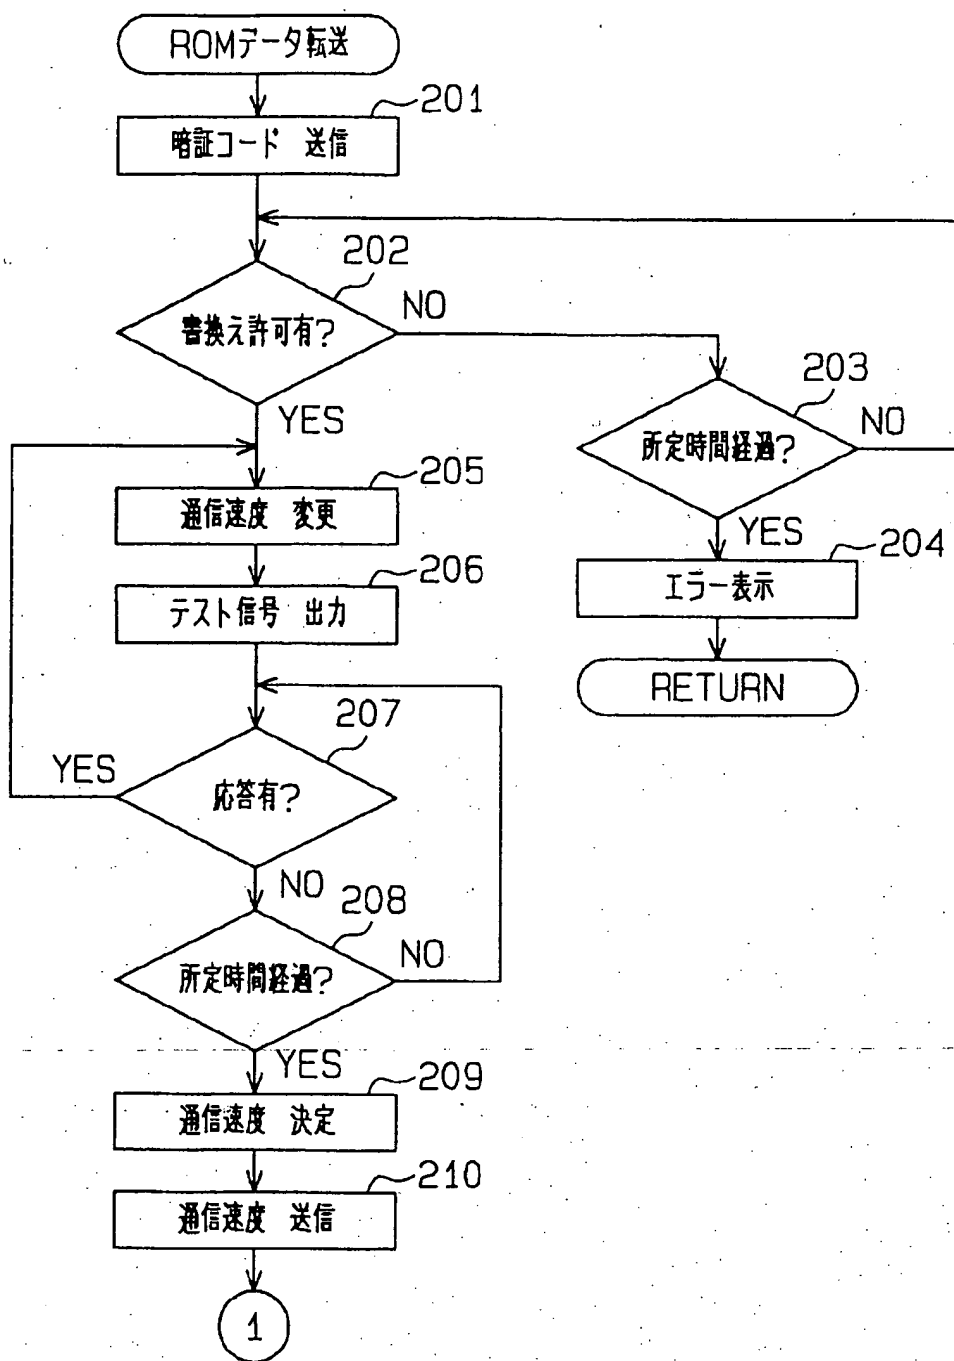 ROMデータ転送
201
暗証コード 送信
202
書換え許可有?
NO
YES
203
所定時間経過?
NO
YES
204
エラー表示
RETURN
205
通信速度 変更
206
テスト信号 出力
207
応答有?
YES
NO
208
所定時間経過?
NO
YES
209
通信速度 決定
210
通信速度 送信
1